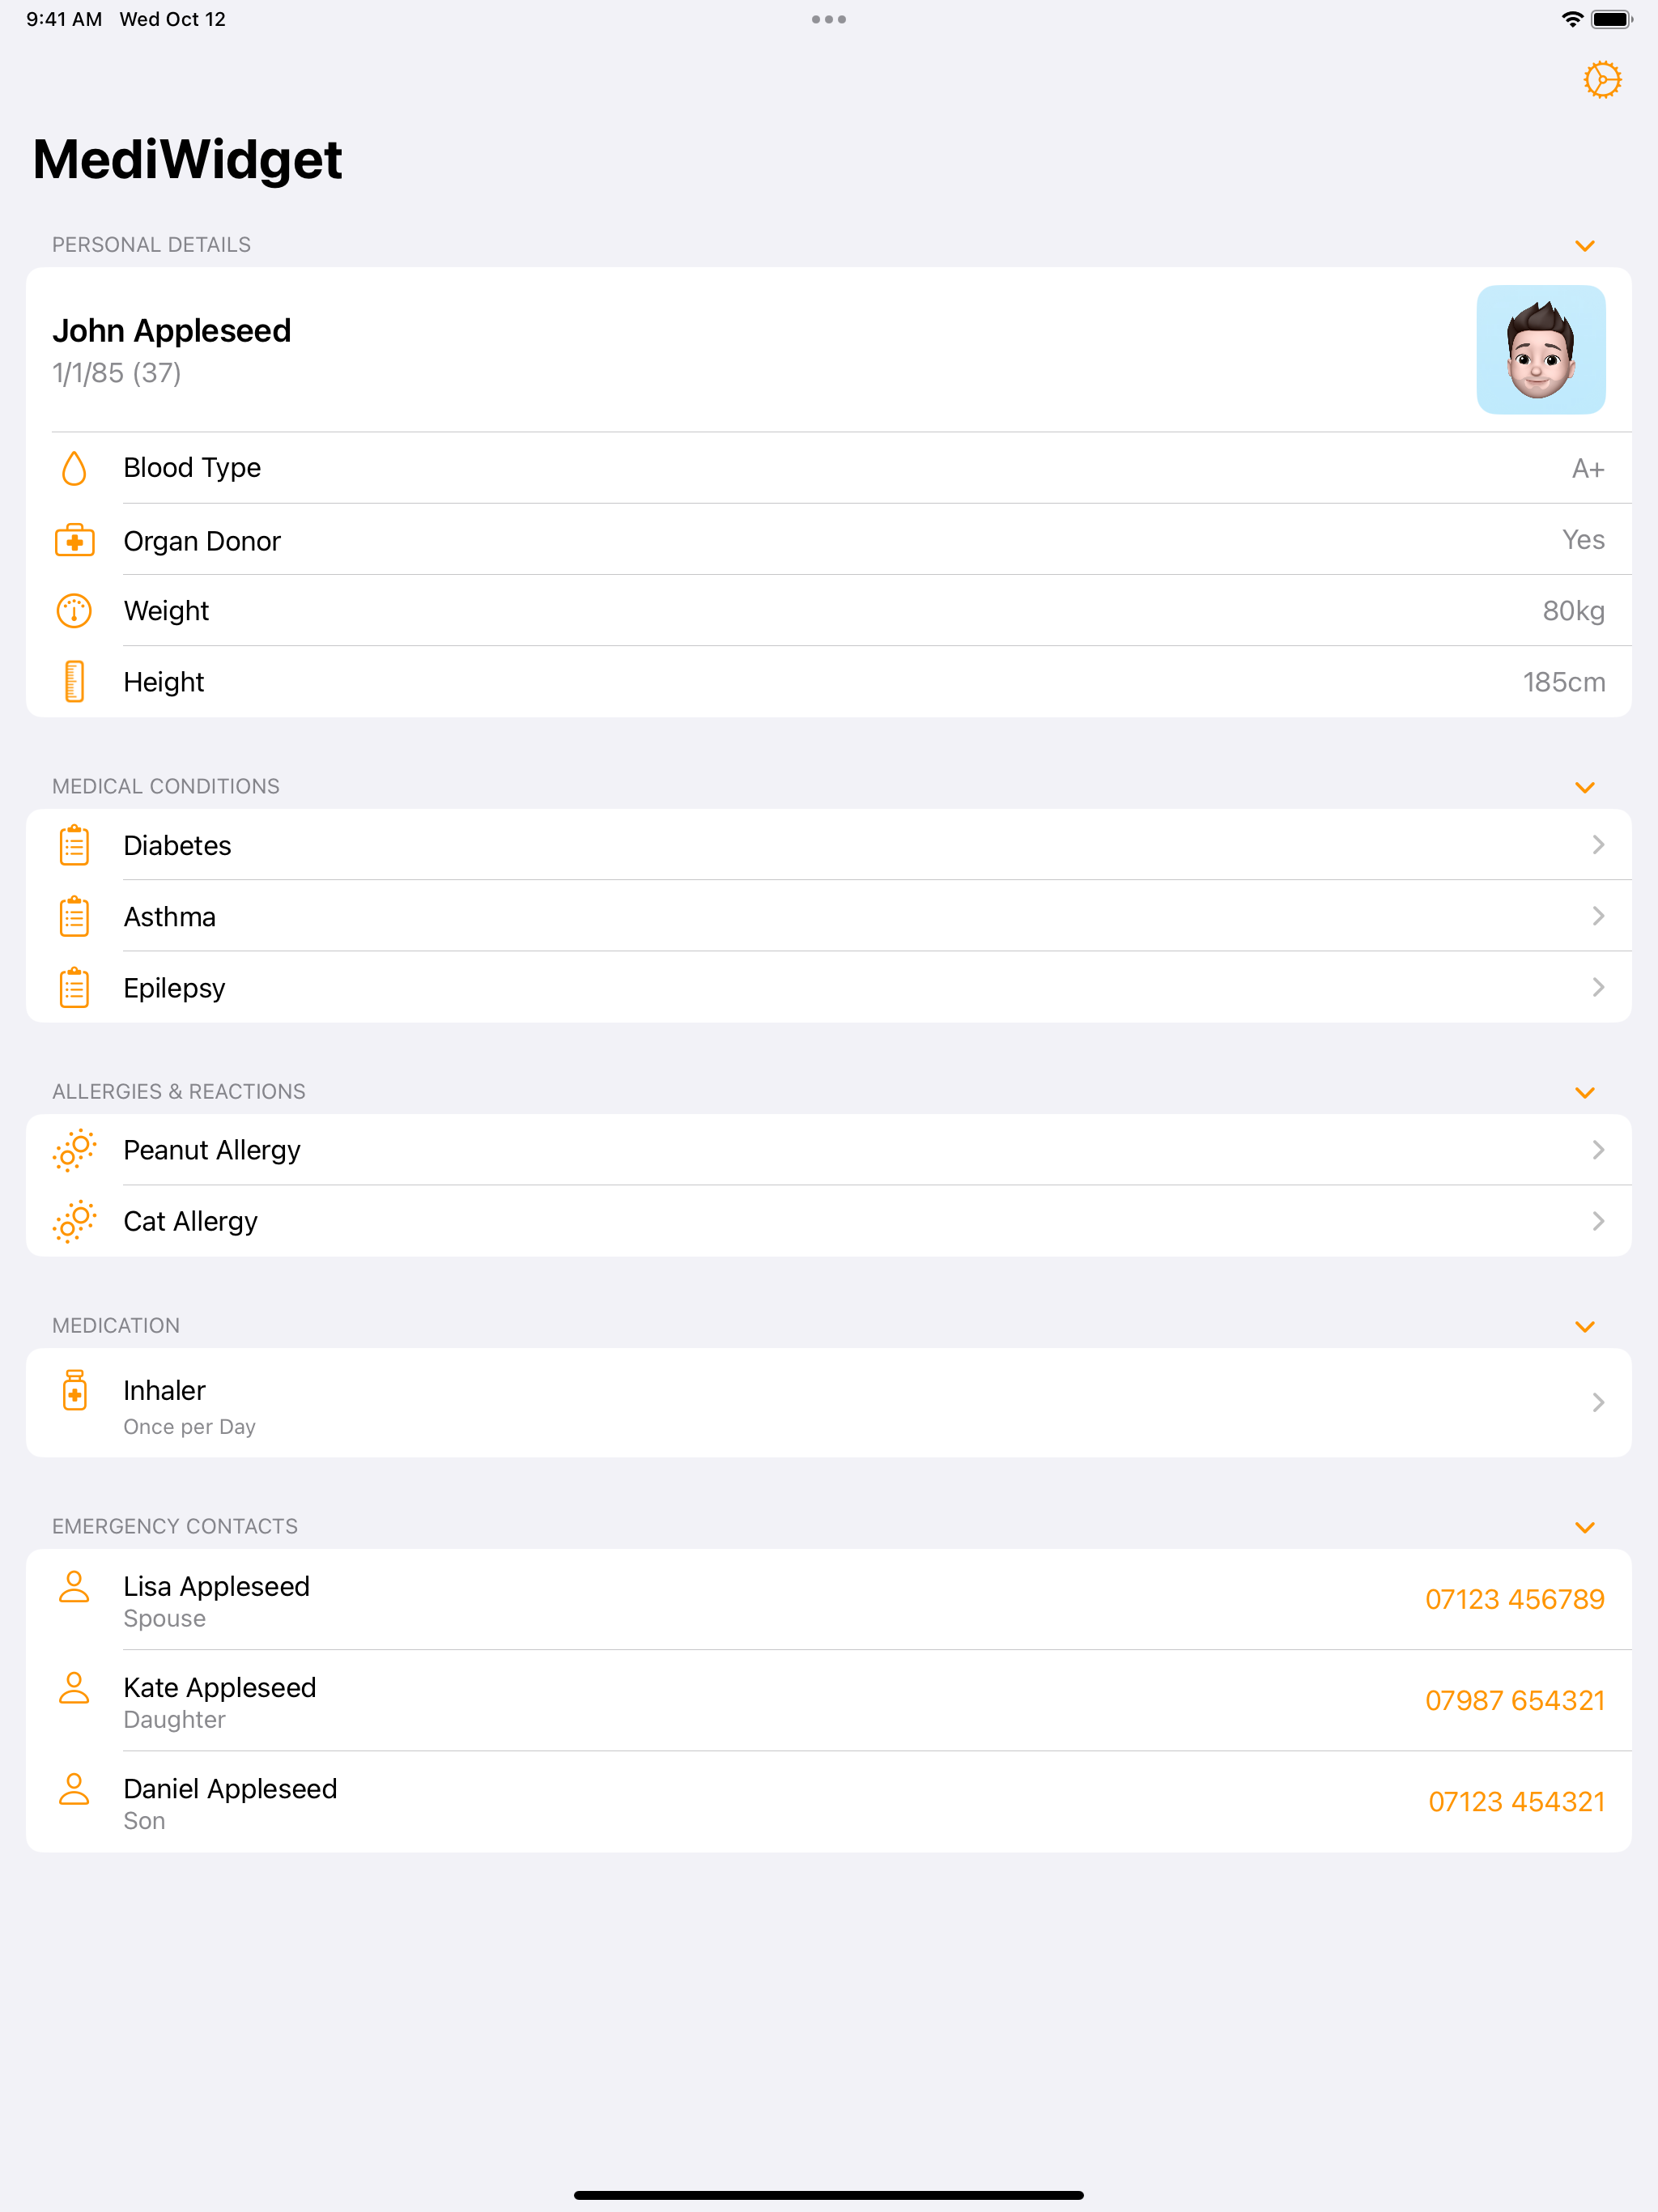 9:41 AM Wed Oct 12
MediWidget
PERSONAL DETAILS
John Appleseed
1/1/85 (37)
Blood Type A+
Organ Donor Yes
Weight 80kg
Height 185cm
MEDICAL CONDITIONS
Diabetes
Asthma
Epilepsy
ALLERGIES & REACTIONS
Peanut Allergy
Cat Allergy
MEDICATION
Inhaler
Once per Day
EMERGENCY CONTACTS
Lisa Appleseed
Spouse
07123 456789
Kate Appleseed
Daughter
07987 654321
Daniel Appleseed
Son
07123 454321